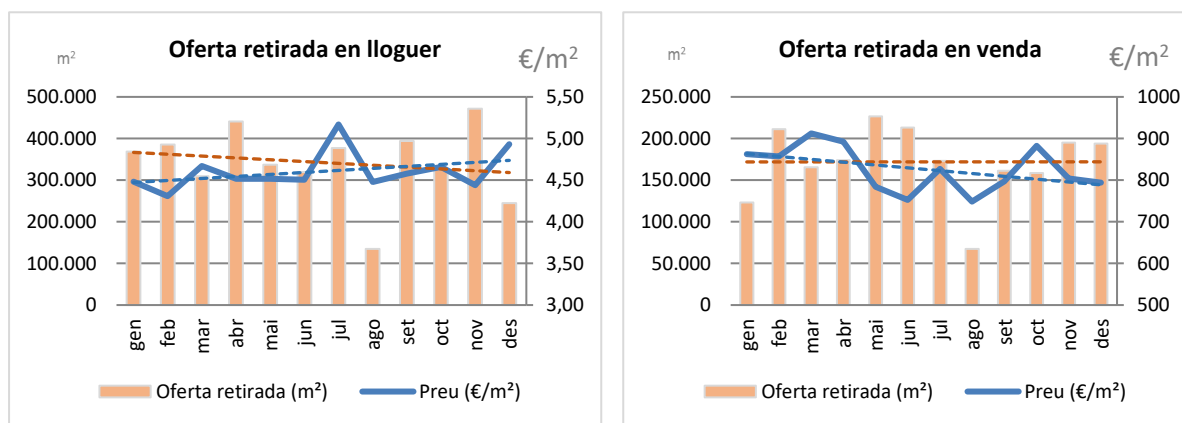 Oferta retirada en lloguer
m²
€/m²
500.000
400.000
300.000
200.000
100.000
0
5,50
5,00
4,50
4,00
3,50
3,00
gen feb mar abr mai jun jul ago set oct nov des
Oferta retirada (m²) Preu (€/m²)
Oferta retirada en venda
m²
€/m²
250.000
200.000
150.000
100.000
50.000
0
1000
900
800
700
600
500
gen feb mar abr mai jun jul ago set oct nov des
Oferta retirada (m²) Preu (€/m²)